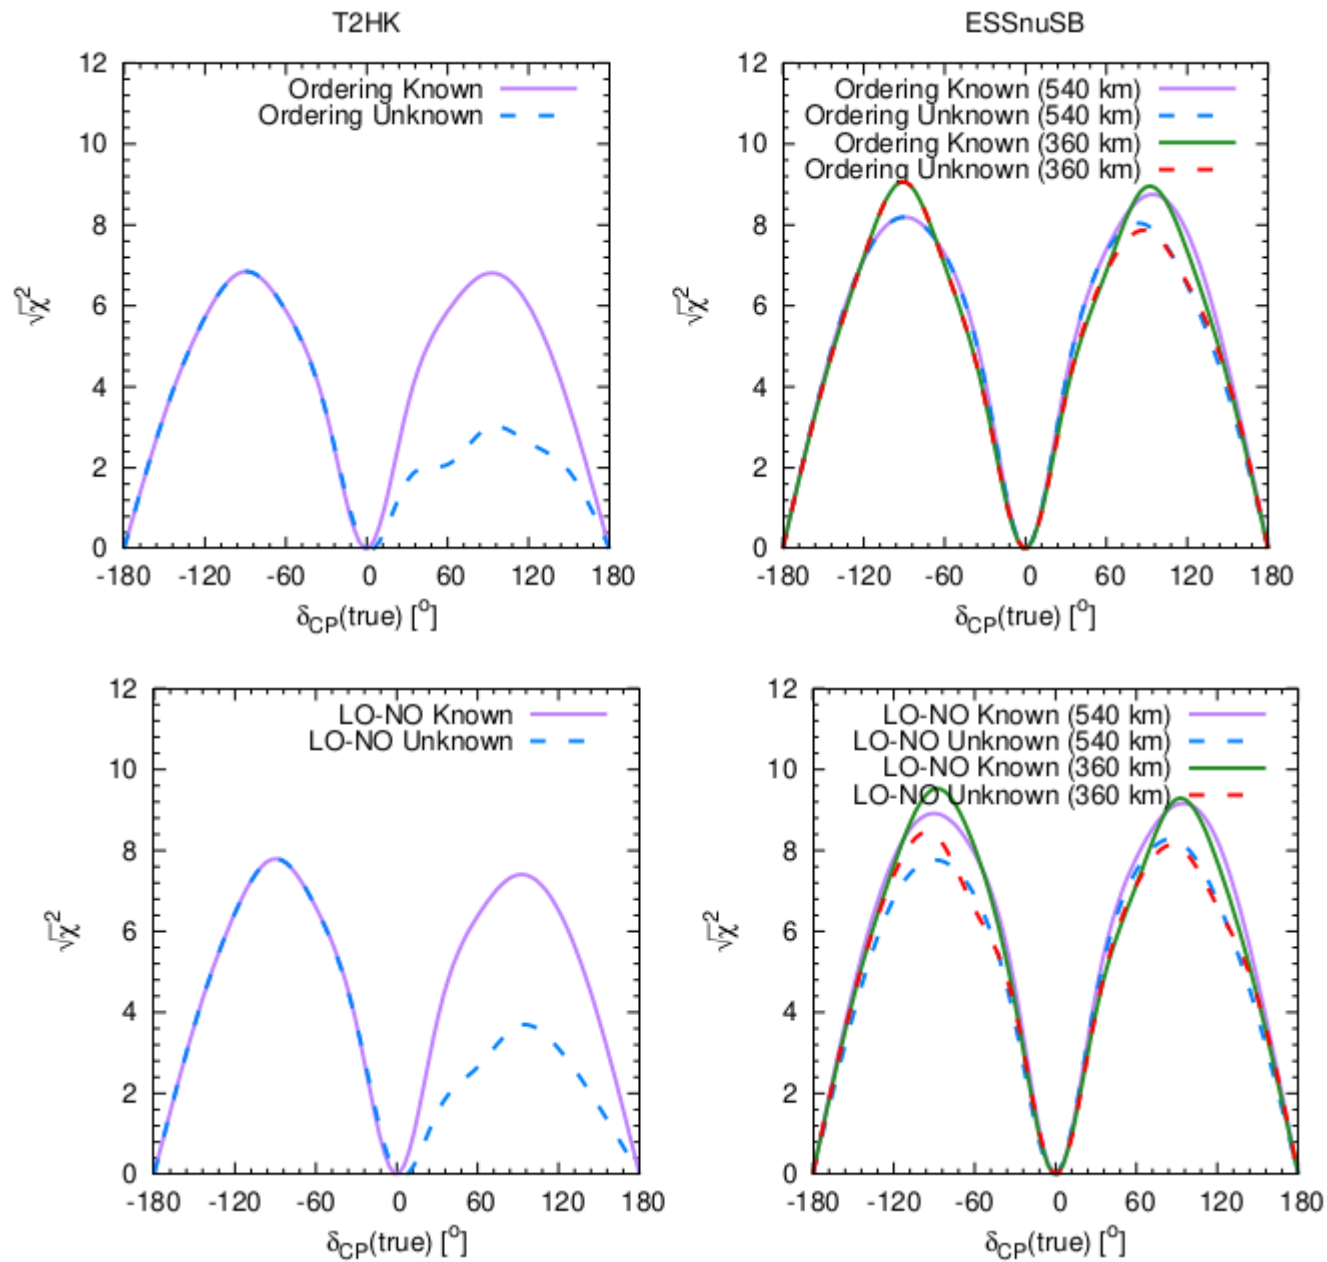 T2HK
ESSnuSB
12
10
8
6
4
2
0
√χ²
Ordering Known
Ordering Unknown
-180 -120 -60 0 60 120 180
δCP(true) [o]
12
10
8
6
4
2
0
√χ²
Ordering Known (540 km)
Ordering Unknown (540 km)
Ordering Known (360 km)
Ordering Unknown (360 km)
-180 -120 -60 0 60 120 180
δCP(true) [o]
12
10
8
6
4
2
0
√χ²
LO-NO Known
LO-NO Unknown
-180 -120 -60 0 60 120 180
δCP(true) [o]
12
10
8
6
4
2
0
√χ²
LO-NO Known (540 km)
LO-NO Unknown (540 km)
LO-NO Known (360 km)
LO-NO Unknown (360 km)
-180 -120 -60 0 60 120 180
δCP(true) [o]